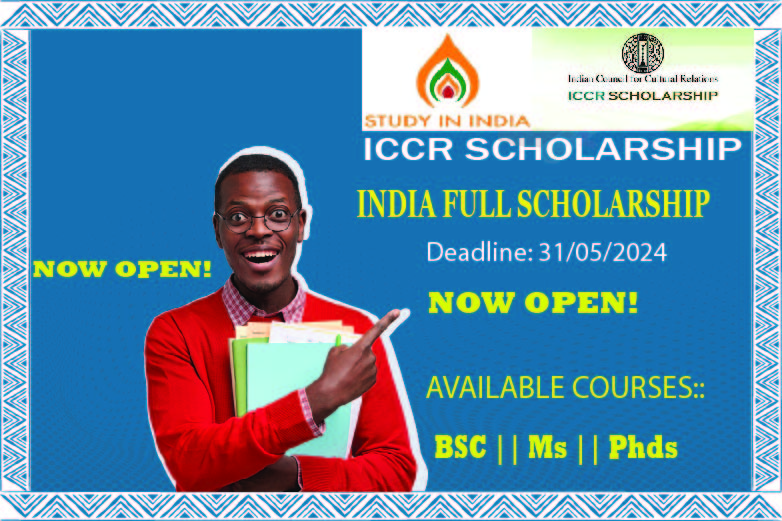 STUDY IN INDIA
Indian Council for Cultural Relations
ICCR SCHOLARSHIP
ICCR SCHOLARSHIP
INDIA FULL SCHOLARSHIP
Deadline: 31/05/2024
NOW OPEN!
NOW OPEN!
AVAILABLE COURSES::
BSC || Ms || Phds